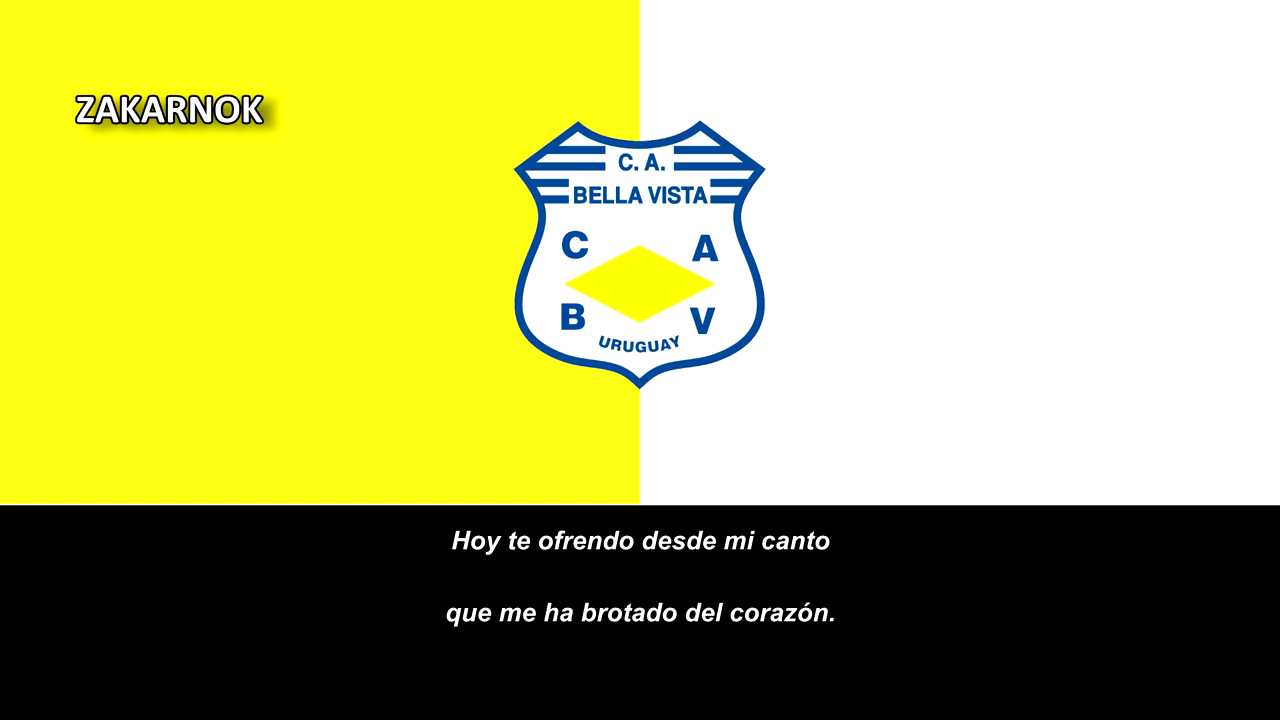 ZAKARNOK
C. A.
BELLA VISTA
C A
B V
URUGUAY
Hoy te ofrendo desde mi canto
que me ha brotado del corazón.